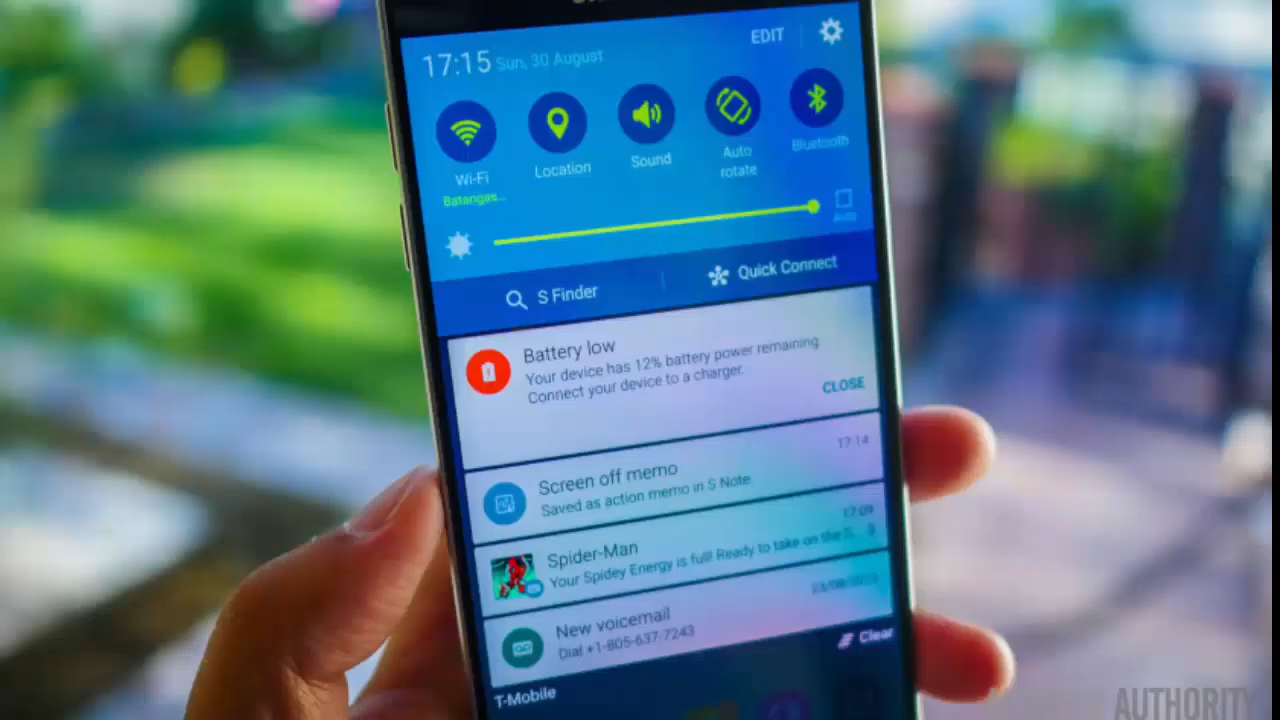 17:15 Sun, 30 August
EDIT
Wi-Fi
Batangas...
Location
Sound
Auto
rotate
Bluetooth
Auto
S Finder
Quick Connect
Battery low
Your device has 12% battery power remaining
Connect your device to a charger.
CLOSE
Screen off memo
17:14
Saved as action memo in S Note
Spider-Man
17:09
Your Spidey Energy is full! Ready to take on the S...
3
New voicemail
Dial +1-805-637-7243
T-Mobile
Clear
AUTHORITY